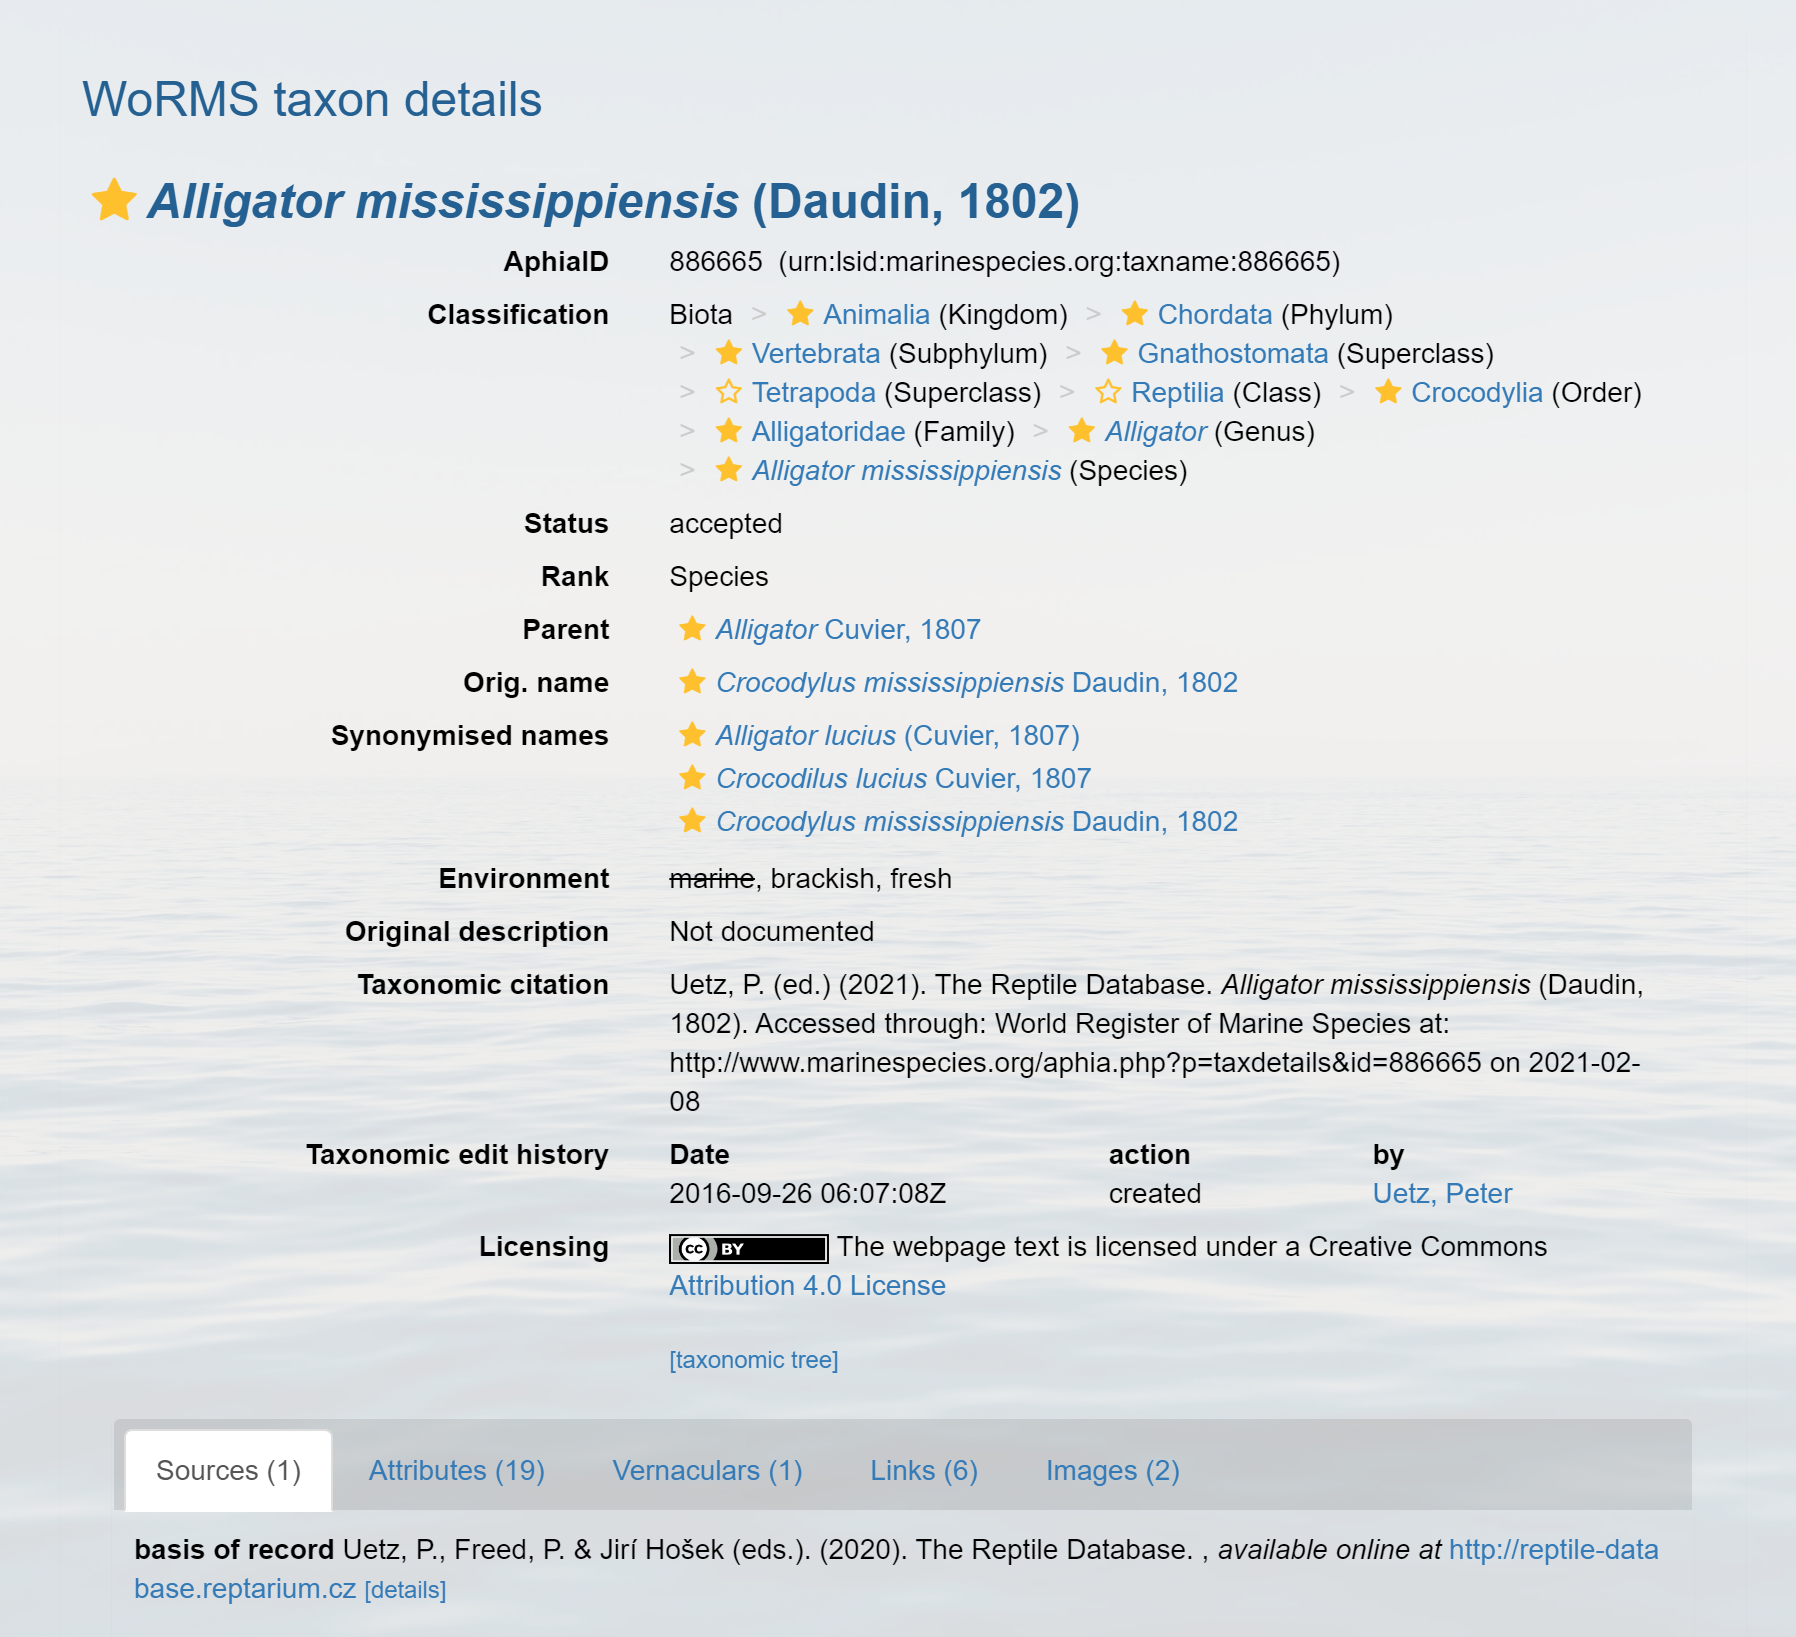 WoRMS taxon details
Alligator mississippiensis (Daudin, 1802)
AphiaID 886665 (urn:lsid:marinespecies.org:taxname:886665)
Classification Biota > Animalia (Kingdom) > Chordata (Phylum)
> Vertebrata (Subphylum) > Gnathostomata (Superclass)
> Tetrapoda (Superclass) > Reptilia (Class) > Crocodylia (Order)
> Alligatoridae (Family) > Alligator (Genus)
> Alligator mississippiensis (Species)
Status accepted
Rank Species
Parent Alligator Cuvier, 1807
Orig. name Crocodylus mississippiensis Daudin, 1802
Synonymised names Alligator lucius (Cuvier, 1807)
Crocodilus lucius Cuvier, 1807
Crocodylus mississippiensis Daudin, 1802
Environment marine, brackish, fresh
Original description Not documented
Taxonomic citation Uetz, P. (ed.) (2021). The Reptile Database. Alligator mississippiensis (Daudin,
1802). Accessed through: World Register of Marine Species at:
http://www.marinespecies.org/aphia.php?p=taxdetails&id=886665 on 2021-02-
08
Taxonomic edit history Date action by
2016-09-26 06:07:08Z created Uetz, Peter
Licensing cc BY The webpage text is licensed under a Creative Commons
Attribution 4.0 License
[taxonomic tree]
Sources (1) Attributes (19) Vernaculars (1) Links (6) Images (2)
basis of record Uetz, P., Freed, P. & Jirí Hošek (eds.). (2020). The Reptile Database. , available online at http://reptile-data
base.reptarium.cz [details]